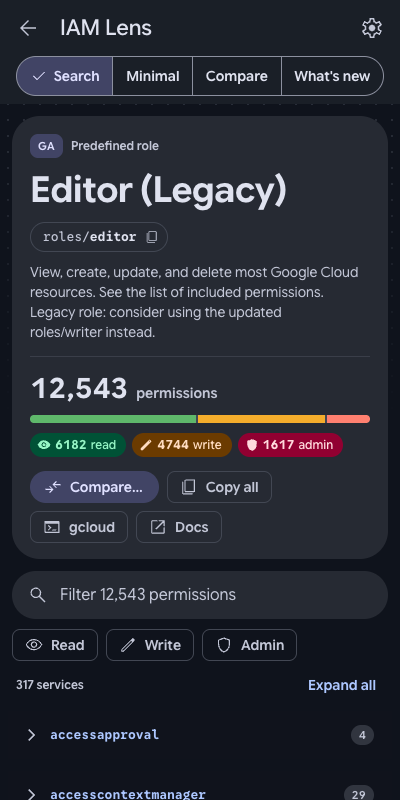 IAM Lens
Search
Minimal
Compare
What's new
GA
Predefined role
Editor (Legacy)
roles/editor
View, create, update, and delete most Google Cloud
resources. See the list of included permissions.
Legacy role: consider using the updated
roles/writer instead.
12,543 permissions
6182 read
4744 write
1617 admin
Compare...
Copy all
gcloud
Docs
Filter 12,543 permissions
Read
Write
Admin
317 services
Expand all
accessapproval
4
accesscontextmanager
29